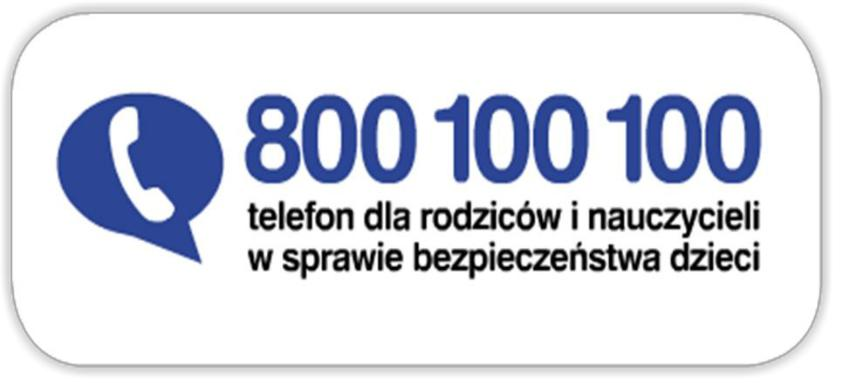 800 100 100
telefon dla rodziców i nauczycieli
w sprawie bezpieczeństwa dzieci